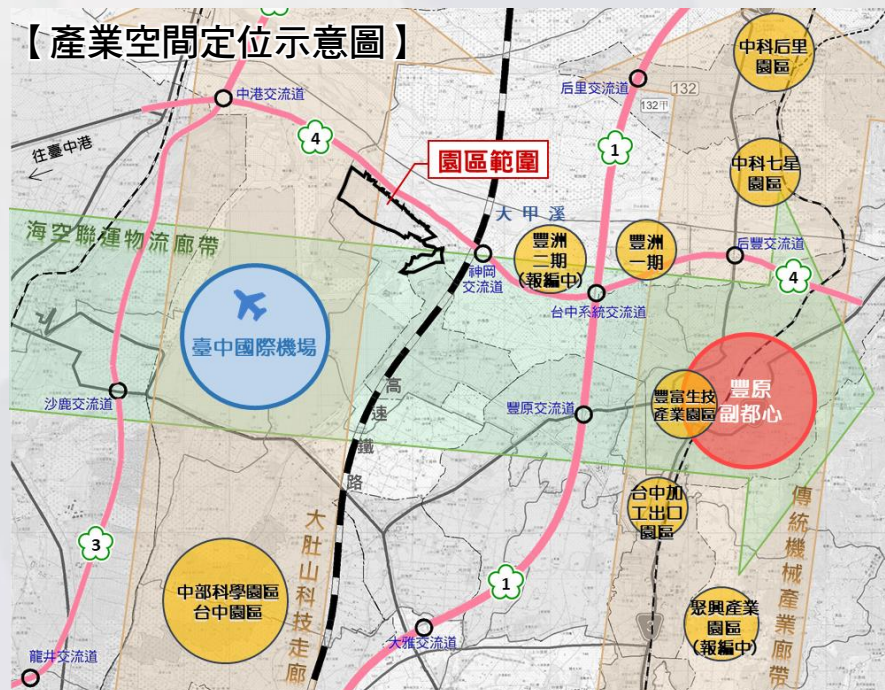 【產業空間定位示意圖】
中科后里
園區
中港交流道
后里交流道
132
132甲
4
1
往臺中港
園區範圍
中科七星
園區
大甲溪
海空聯運物流廊帶
豐洲
二期
(報編中)
豐洲
一期
后豐交流道
神岡
交流道
4
台中系統交流道
臺中國際機場
沙鹿交流道
高速鐵路
豐原交流道
豐富生技
產業園區
豐原
副都心
台中加
工出口
園區
傳統機械產業廊帶
大肚山科技走廊
3
1
中部科學園區
台中園區
聚興產業
園區
(報編中)
大雅交流道
龍井交流道